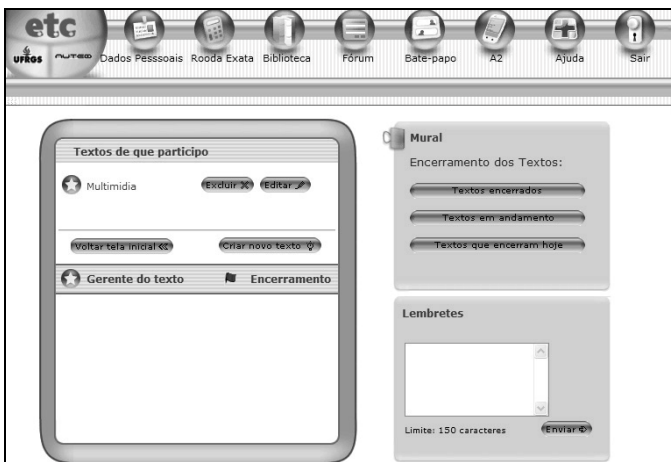 etc
UFRGS NUTED
Dados Pesssoais Rooda Exata Biblioteca Fórum Bate-papo A2 Ajuda Sair
Textos de que participo
Multimidia Excluir Editar
Voltar tela inicial Criar novo texto
Gerente do texto Encerramento
Mural
Encerramento dos Textos:
Textos encerrados
Textos em andamento
Textos que encerram hoje
Lembretes
Limite: 150 caracteres Enviar